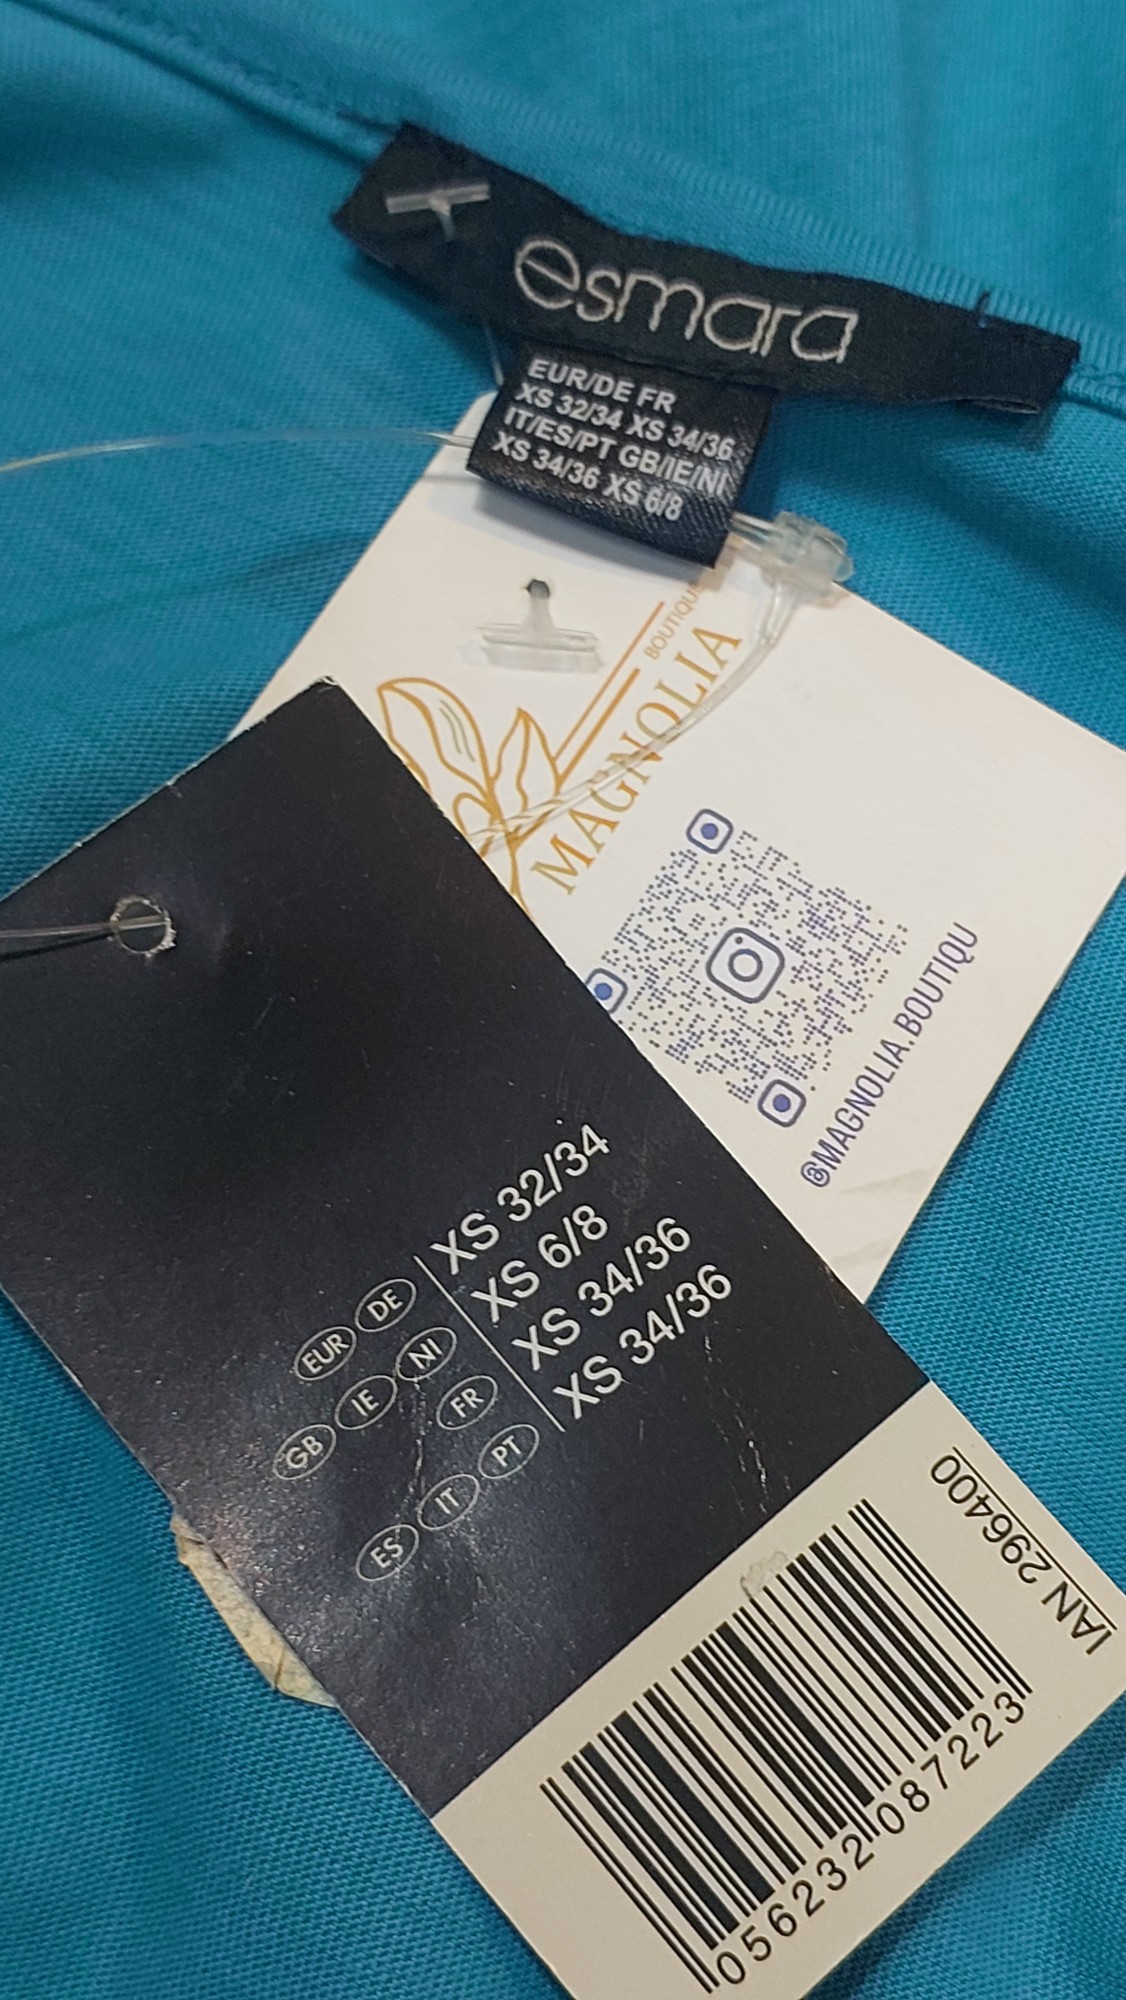 esmara
EUR/DE FR
XS 32/34 XS 34/36
IT/ES/PT GB/IE/NI
XS 34/36 XS 6/8
BOUTIQUE
MAGNOLIA
@MAGNOLIA.BOUTIQU
EUR DE XS 32/34
GB IE NI XS 6/8
FR XS 34/36
ES IT PT XS 34/36
IAN 296400
056232087223